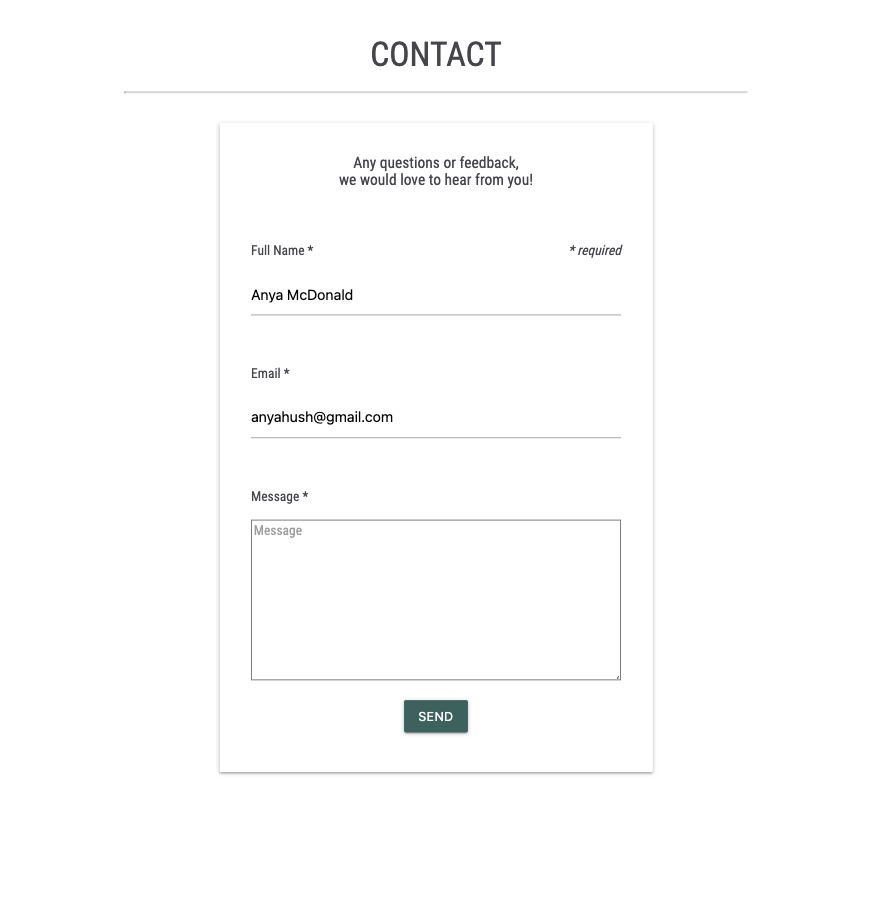 CONTACT
Any questions or feedback,
we would love to hear from you!
Full Name * * required
Anya McDonald
Email *
anyahush@gmail.com
Message *
Message
SEND